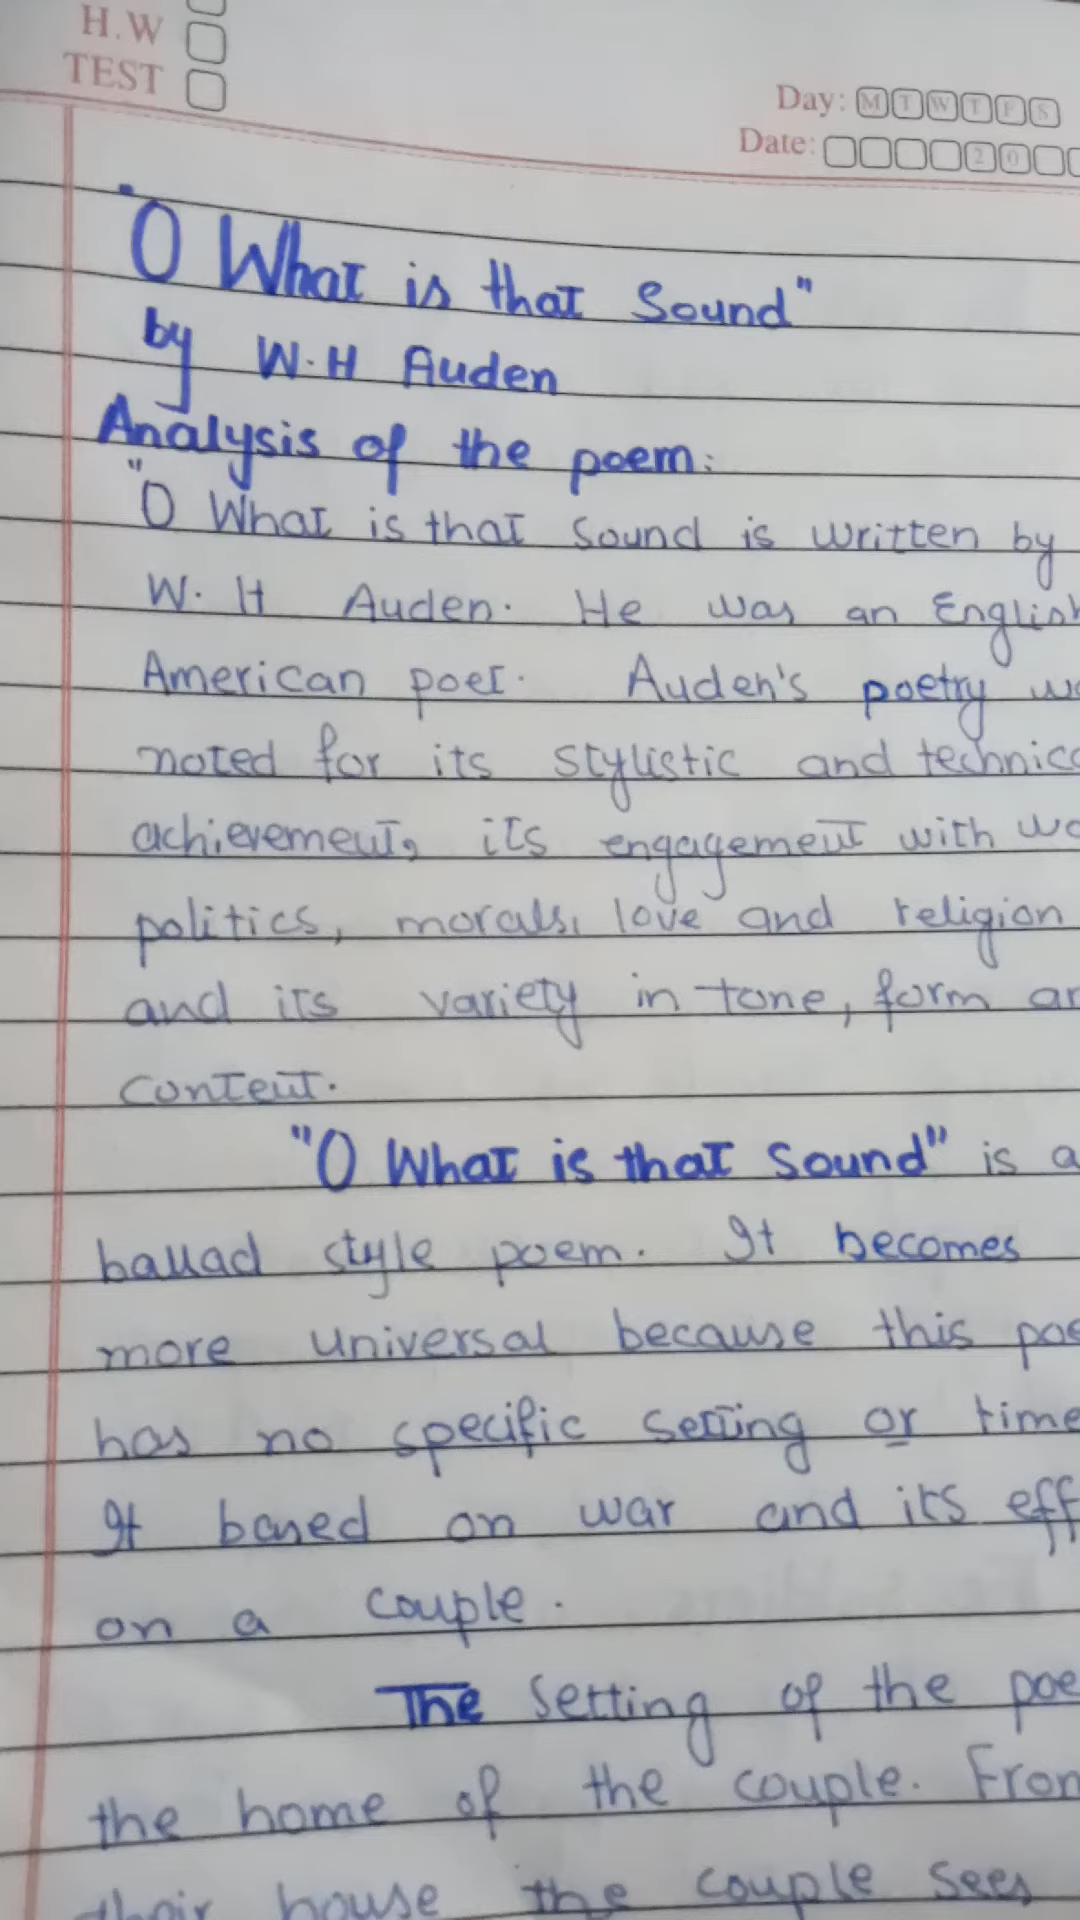 H.W
TEST
Day: M T W T F S
Date: 2 0
"O What is that Sound"
by W.H Auden
Analysis of the poem:
"O What is that Sound is written by
W. H Auden. He was an English
American poet. Auden's poetry
noted for its stylistic and
achievement, its engagement with
politics, morals, love and religion
and its variety in tone, form
content.
"O What is that Sound" is a
ballad style poem. It becomes
more universal because this
has no specific setting or time
It based on war and its
on a couple.
The Setting of the
the home of the couple. From
their house the couple sees